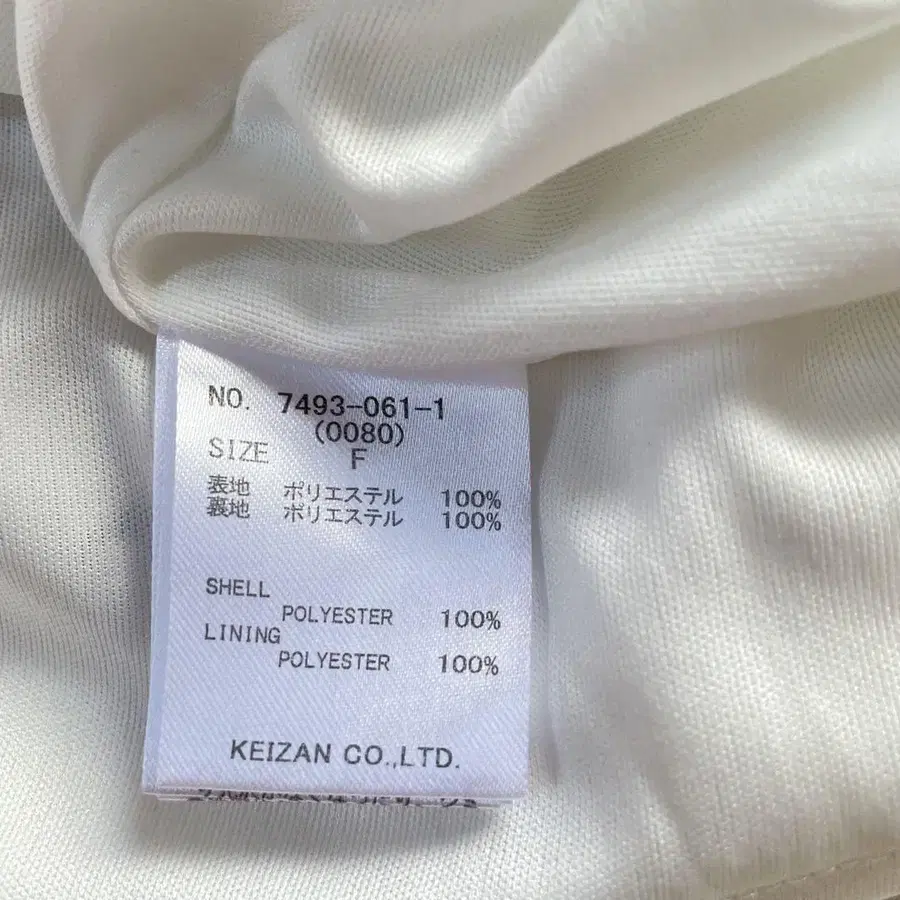 NO. 7493-061-1
(0080)
SIZE F
表地 ポリエステル 100%
裏地 ポリエステル 100%
SHELL
POLYESTER 100%
LINING
POLYESTER 100%
KEIZAN CO.,LTD.